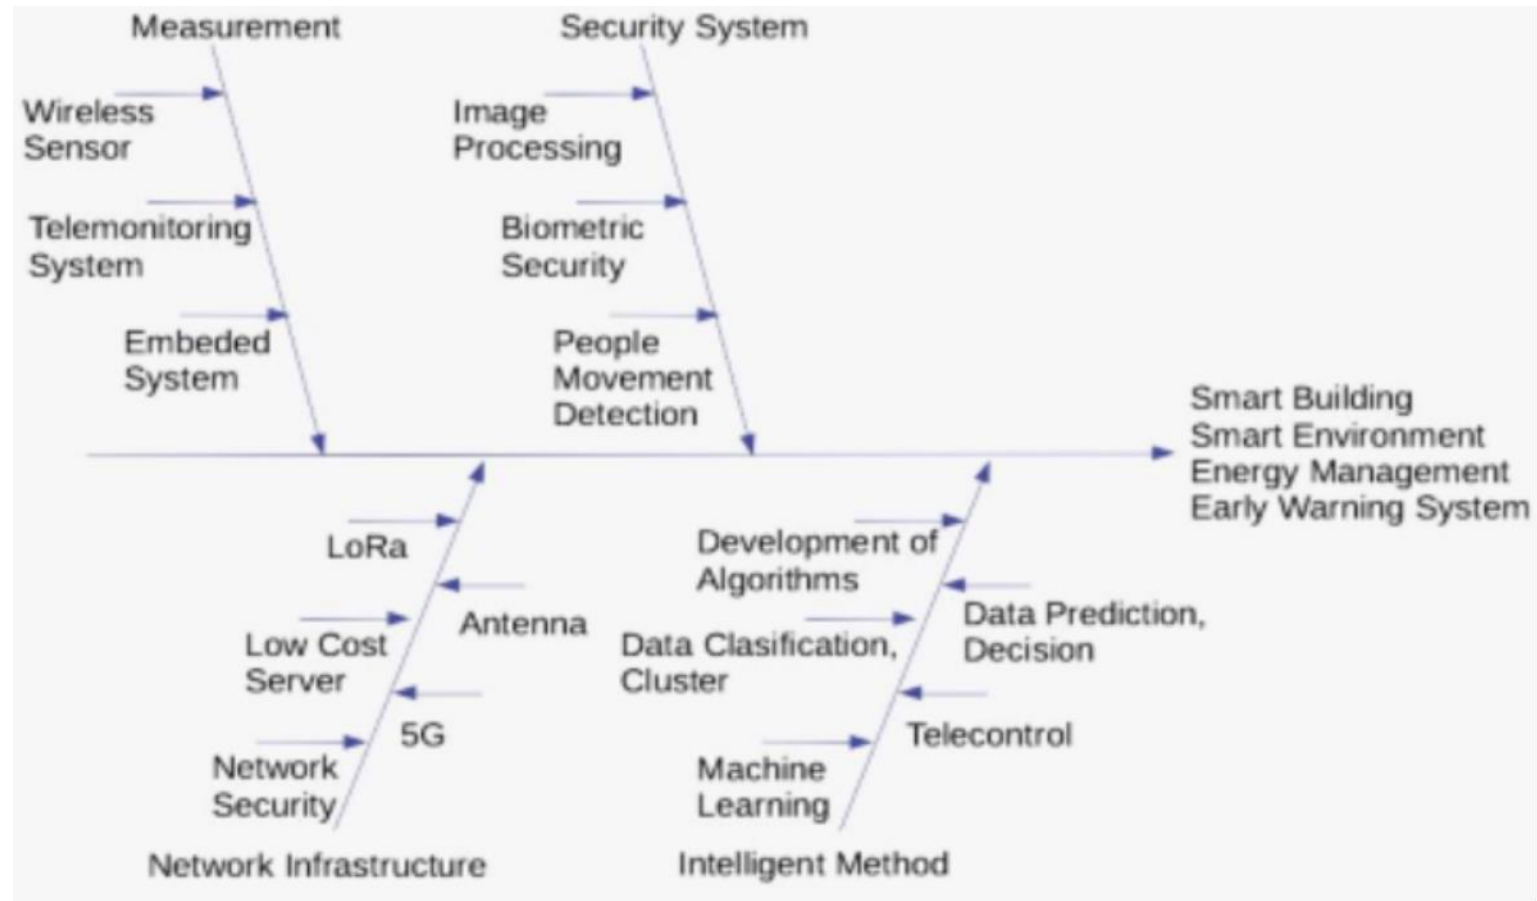 Measurement
Security System
Wireless
Sensor
Image
Processing
Telemonitoring
System
Biometric
Security
Embeded
System
People
Movement
Detection
Smart Building
Smart Environment
Energy Management
Early Warning System
LoRa
Antenna
Low Cost
Server
5G
Network
Security
Network Infrastructure
Development of
Algorithms
Data Prediction,
Decision
Data Clasification,
Cluster
Telecontrol
Machine
Learning
Intelligent Method